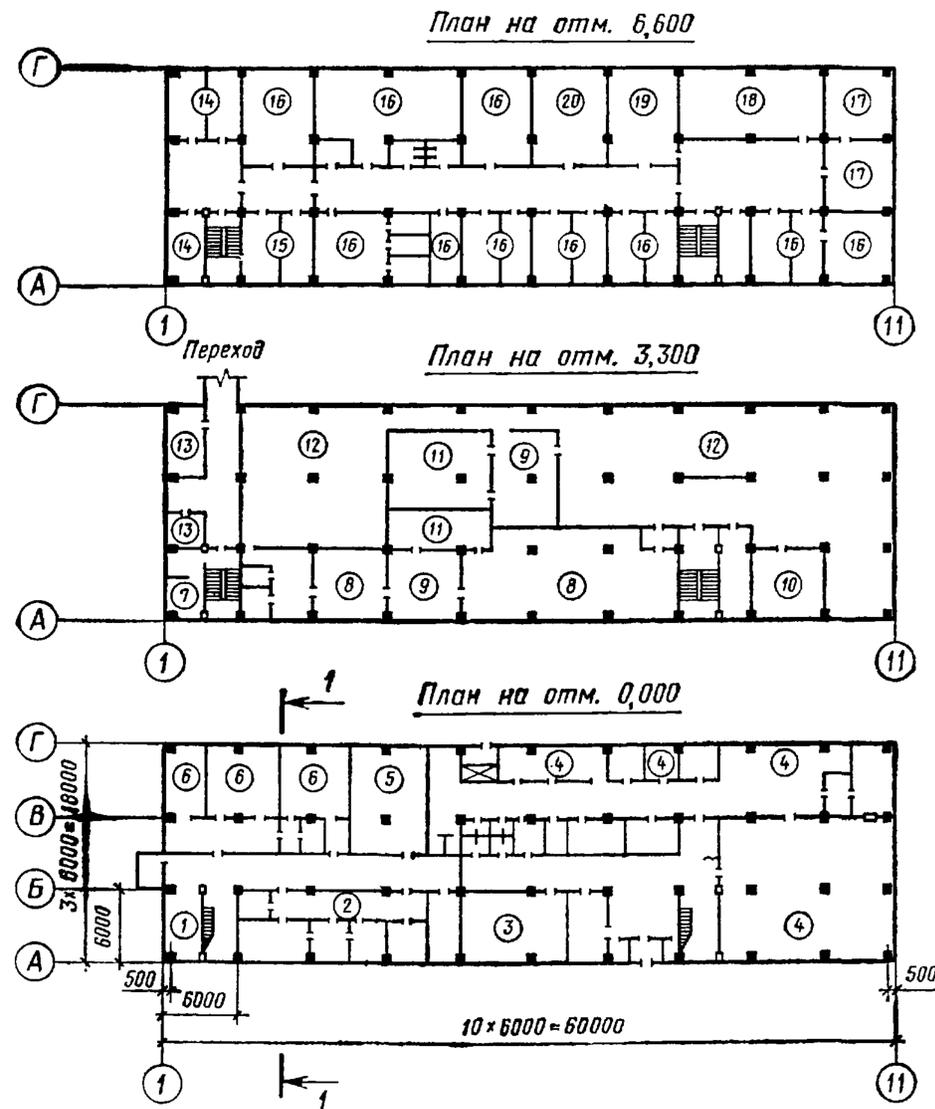 План на отм. 6,600
Г
14 16 16 16 20 19 18 17
17
14 15 16 16 16 16 16 16 16
А
1 11
Переход
План на отм. 3,300
Г
13 12 11 9 12
13 11
7 8 9 8 10
А
1 11
1
План на отм. 0,000
Г
6 6 6 5 4 4 4
В
3×6000=18000
Б
6000
1 2 3 4
А
500 6000 500
10×6000=60000
1 11
1